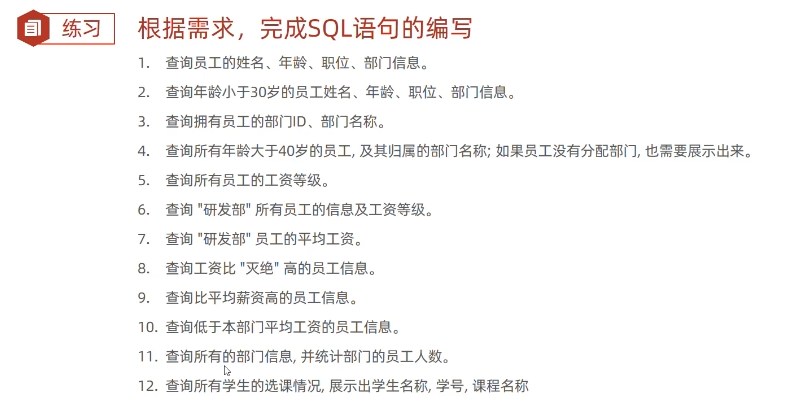 练习
根据需求，完成SQL语句的编写
1. 查询员工的姓名、年龄、职位、部门信息。
2. 查询年龄小于30岁的员工姓名、年龄、职位、部门信息。
3. 查询拥有员工的部门ID、部门名称。
4. 查询所有年龄大于40岁的员工, 及其归属的部门名称; 如果员工没有分配部门, 也需要展示出来。
5. 查询所有员工的工资等级。
6. 查询 "研发部" 所有员工的信息及工资等级。
7. 查询 "研发部" 员工的平均工资。
8. 查询工资比 "灭绝" 高的员工信息。
9. 查询比平均薪资高的员工信息。
10. 查询低于本部门平均工资的员工信息。
11. 查询所有的部门信息, 并统计部门的员工人数。
12. 查询所有学生的选课情况, 展示出学生名称, 学号, 课程名称